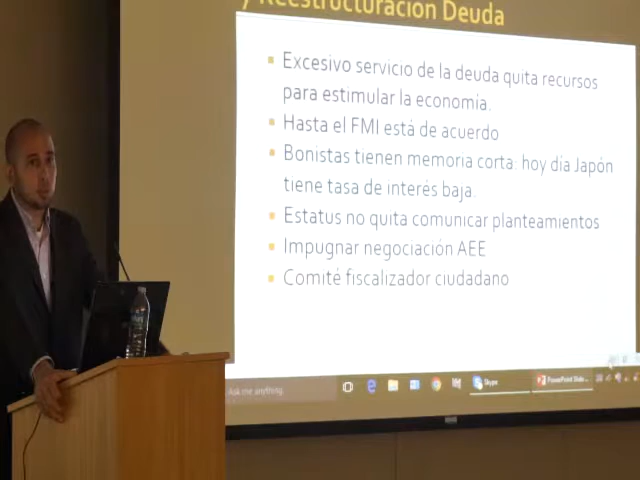 y Reestructuración Deuda
Excesivo servicio de la deuda quita recursos
para estimular la economía.
Hasta el FMI está de acuerdo
Bonistas tienen memoria corta: hoy día Japón
tiene tasa de interés baja.
Estatus no quita comunicar planteamientos
Impugnar negociación AEE
Comité fiscalizador ciudadano
Ask me anything
Skype
PowerPoint Slide...